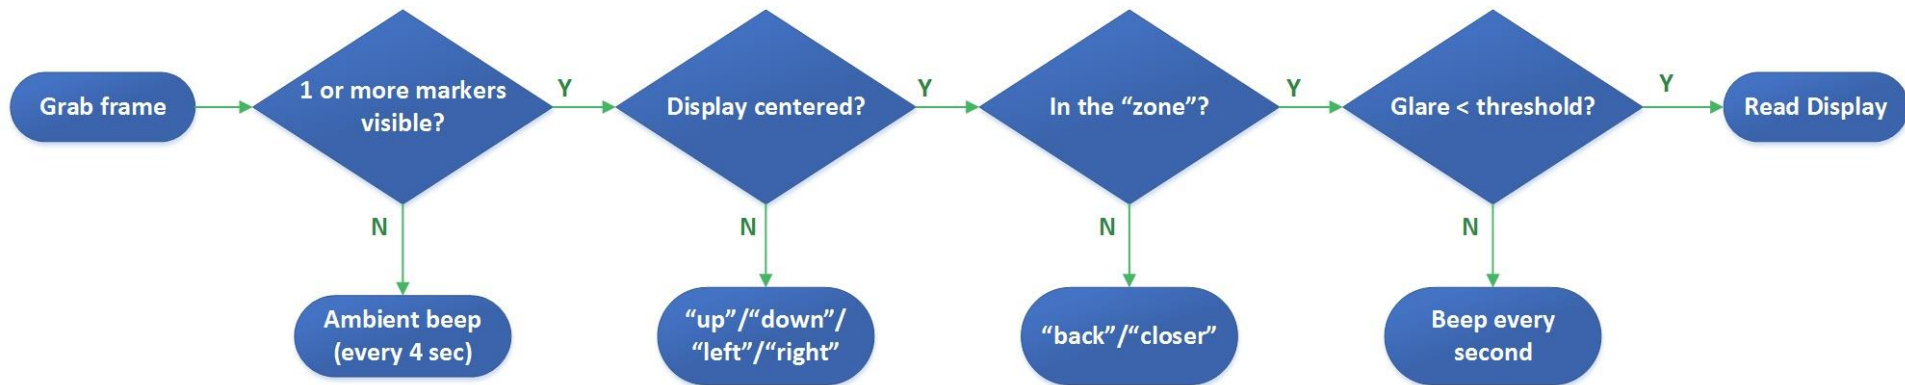 Grab frame
1 or more markers
visible?
Y
Display centered?
Y
In the “zone”?
Y
Glare < threshold?
Y
Read Display
N
N
N
N
Ambient beep
(every 4 sec)
“up”/“down”/
“left”/“right”
“back”/“closer”
Beep every
second